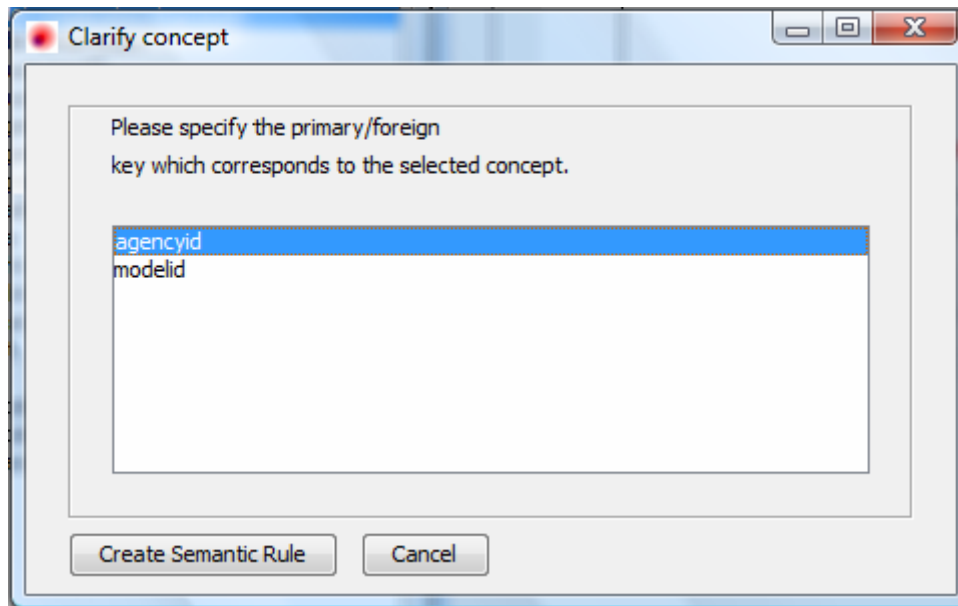 Clarify concept
Please specify the primary/foreign
key which corresponds to the selected concept.
agencyid
modelid
Create Semantic Rule
Cancel